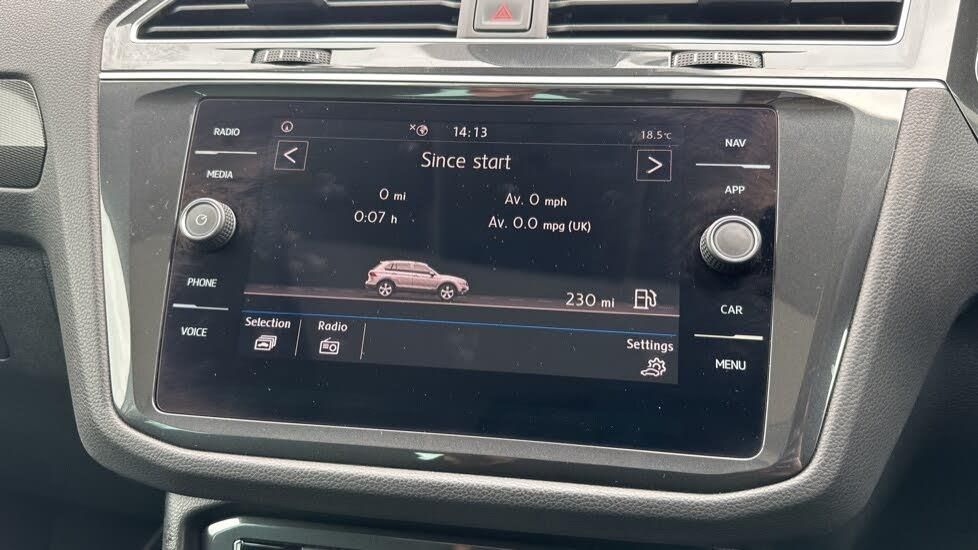 RADIO
MEDIA
PHONE
VOICE
14:13
18.5°C
Since start
0 mi
0:07 h
Av. 0 mph
Av. 0.0 mpg (UK)
230 mi
Selection
Radio
Settings
NAV
APP
CAR
MENU